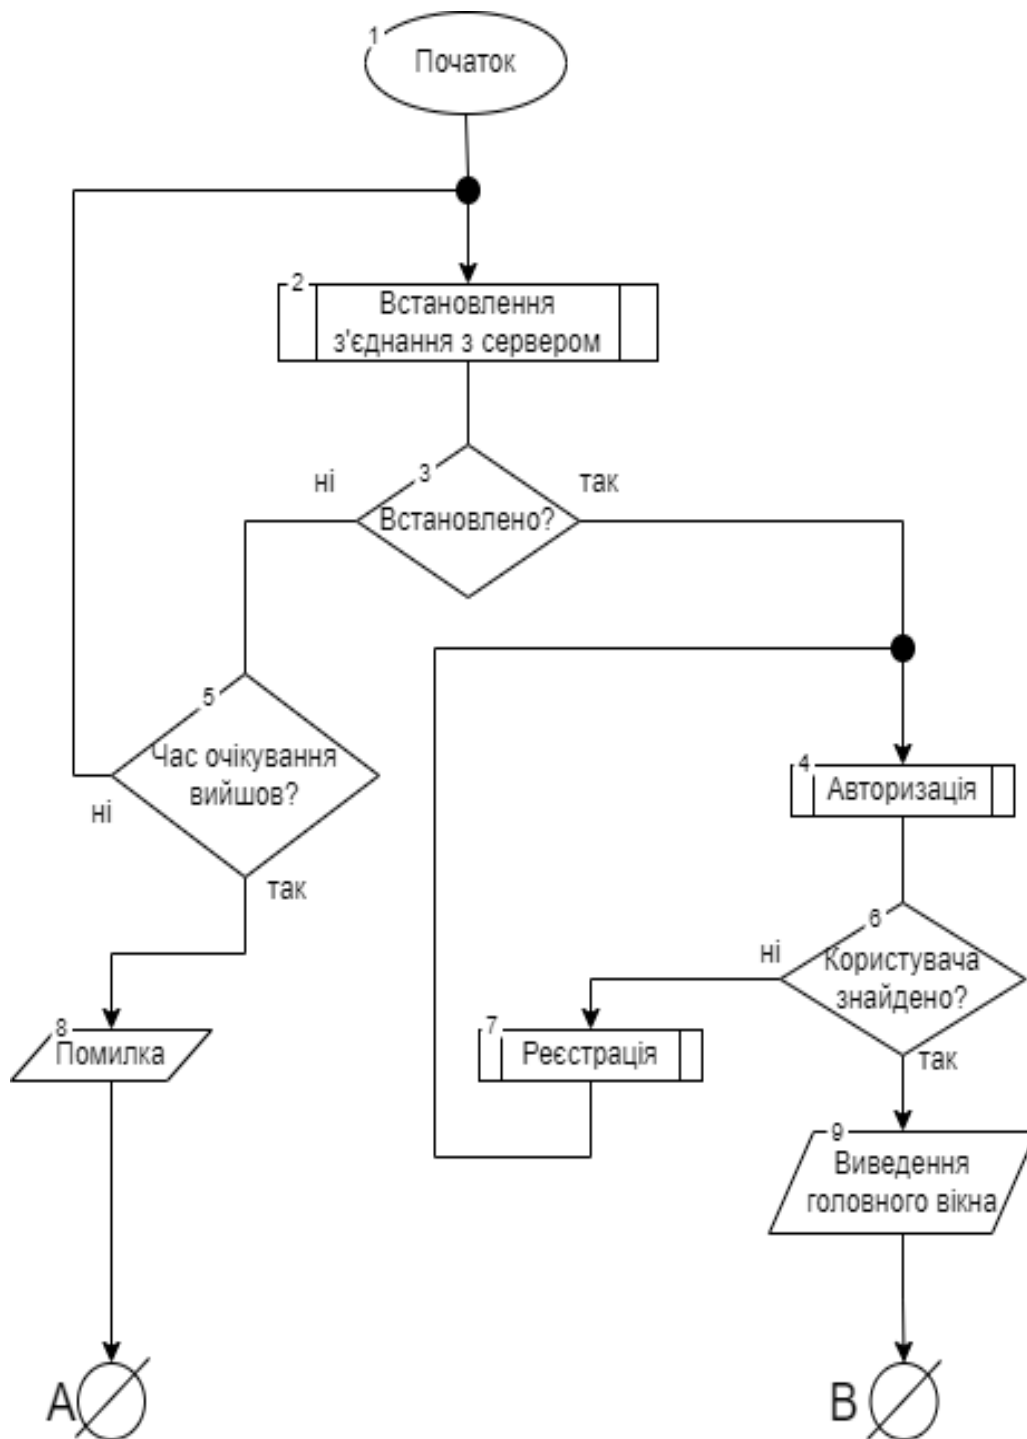 1
Початок
2
Встановлення
з'єднання з сервером
3
ні
так
Встановлено?
5
Час очікування
вийшов?
ні
так
4
Авторизація
6
ні
Користувача
знайдено?
так
7
Реєстрація
8
Помилка
9
Виведення
головного вікна
А
В